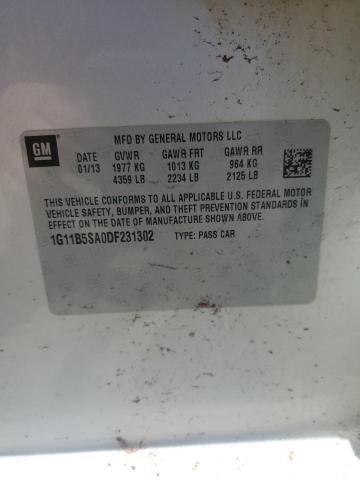 GM
MFD BY GENERAL MOTORS LLC
DATE GVWR GAWR FRT GAWR RR
01/13 1977 KG 1013 KG 964 KG
4359 LB 2234 LB 2125 LB
THIS VEHICLE CONFORMS TO ALL APPLICABLE U.S. FEDERAL MOTOR
VEHICLE SAFETY, BUMPER, AND THEFT PREVENTION STANDARDS IN
EFFECT ON THE DATE OF MANUFACTURE SHOWN ABOVE.
1G11B5SA0DF231302 TYPE: PASS CAR